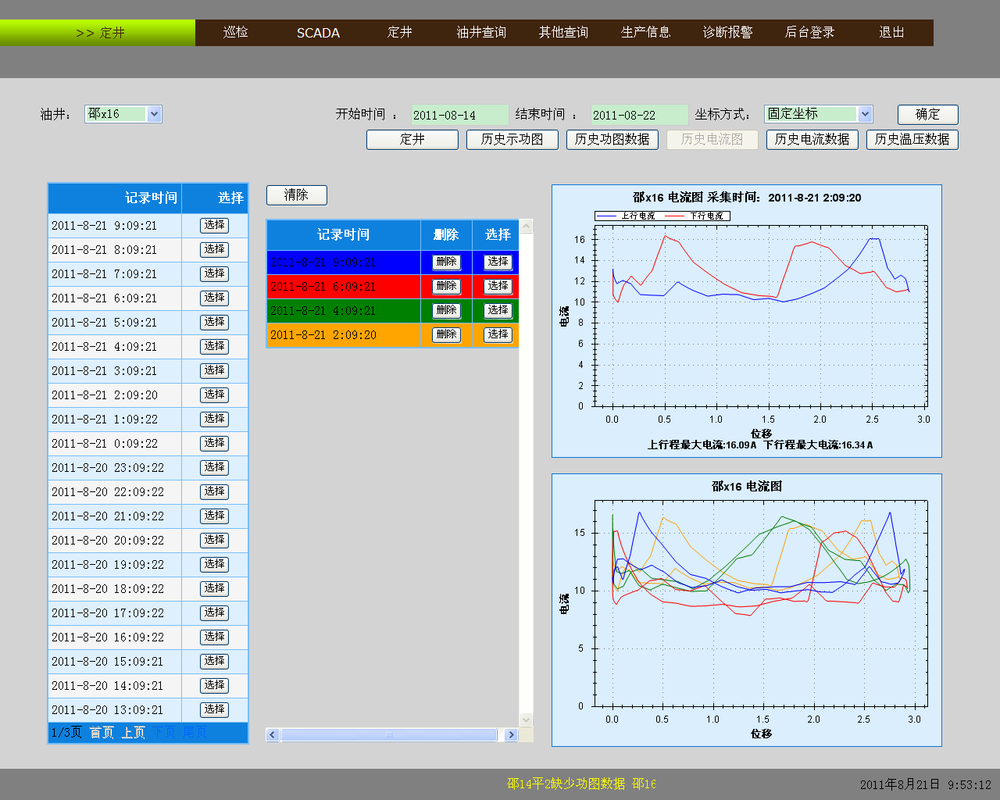 >> 定井 巡检 SCADA 定井 油井查询 其他查询 生产信息 诊断报警 后台登录 退出
油井： 邵x16 开始时间 ： 2011-08-14 结束时间 ： 2011-08-22 坐标方式： 固定坐标 确定
定井 历史示功图 历史功图数据 历史电流图 历史电流数据 历史温压数据
记录时间 选择
2011-8-21 9:09:21 选择
2011-8-21 8:09:21 选择
2011-8-21 7:09:21 选择
2011-8-21 6:09:21 选择
2011-8-21 5:09:21 选择
2011-8-21 4:09:21 选择
2011-8-21 3:09:21 选择
2011-8-21 2:09:20 选择
2011-8-21 1:09:22 选择
2011-8-21 0:09:22 选择
2011-8-20 23:09:22 选择
2011-8-20 22:09:22 选择
2011-8-20 21:09:22 选择
2011-8-20 20:09:22 选择
2011-8-20 19:09:22 选择
2011-8-20 18:09:22 选择
2011-8-20 17:09:22 选择
2011-8-20 16:09:22 选择
2011-8-20 15:09:21 选择
2011-8-20 14:09:21 选择
2011-8-20 13:09:21 选择
1/3页 首页 上页 下页 尾页
清除
记录时间 删除 选择
2011-8-21 9:09:21 删除 选择
2011-8-21 6:09:21 删除 选择
2011-8-21 4:09:21 删除 选择
2011-8-21 2:09:20 删除 选择
邵x16 电流图 采集时间：2011-8-21 2:09:20
上行电流 下行电流
16
14
12
10
8
6
4
2
0
电流
0.0 0.5 1.0 1.5 2.0 2.5 3.0
位移
上行程最大电流:16.09A 下行程最大电流:16.34 A
邵x16 电流图
15
10
5
0
电流
0.0 0.5 1.0 1.5 2.0 2.5 3.0
位移
邵14平2缺少功图数据 邵16
2011年8月21日 9:53:12